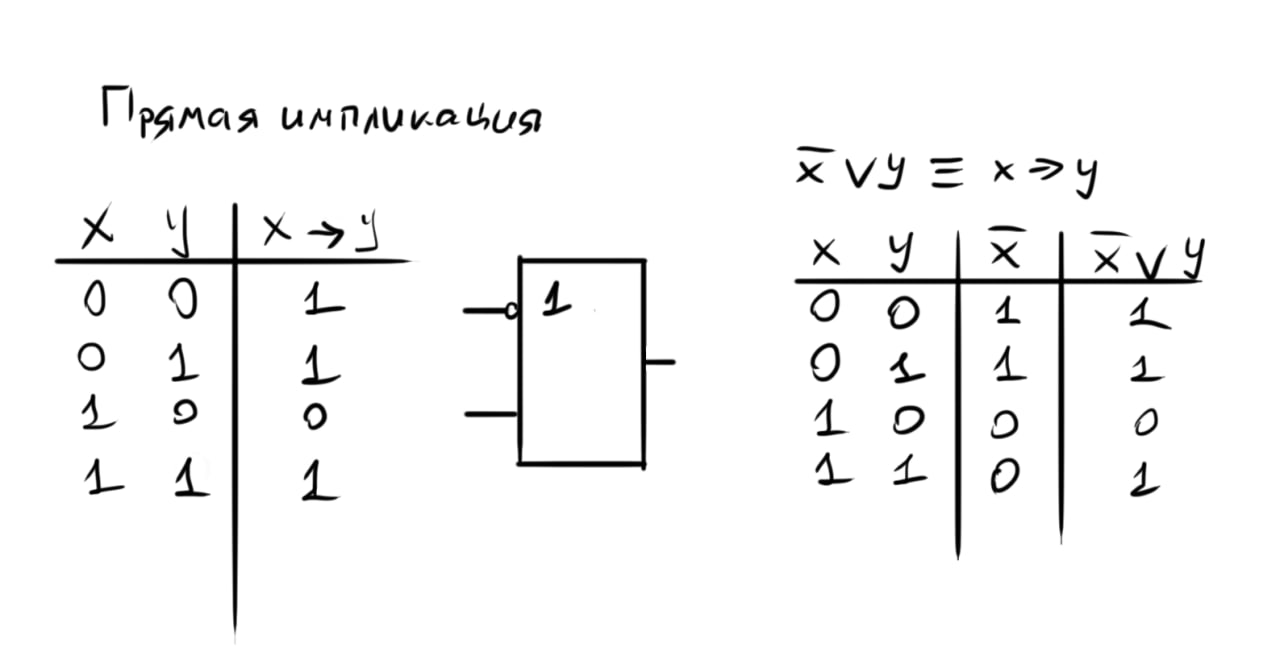 Прямая импликация
x y x → y
0 0 1
0 1 1
1 0 0
1 1 1
1
x̅ ∨ y ≡ x ⇒ y
x y x̅ x̅ ∨ y
0 0 1 1
0 1 1 1
1 0 0 0
1 1 0 1